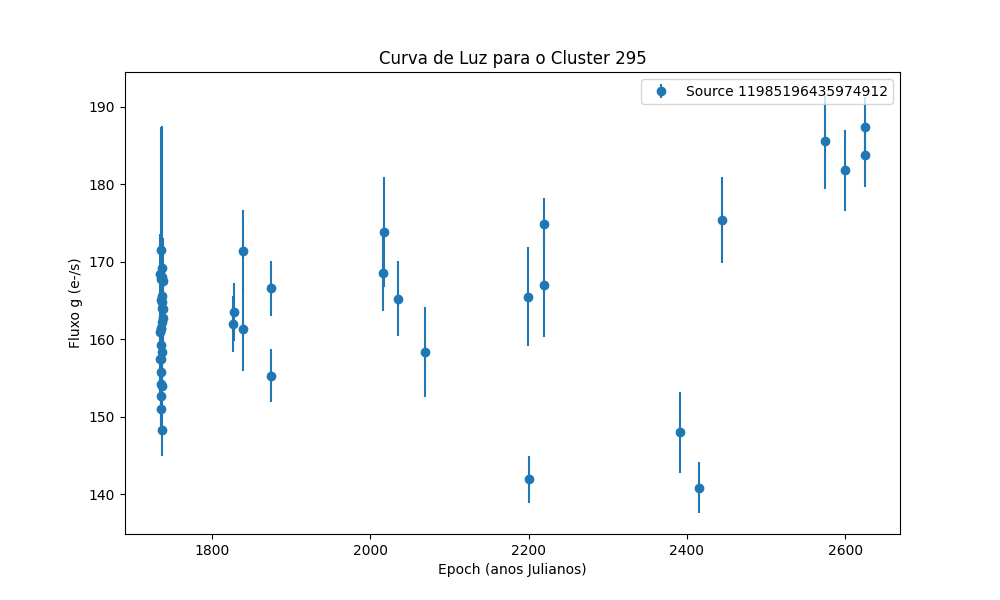 Curva de Luz para o Cluster 295
Source 11985196435974912
Fluxo g (e-/s)
190
180
170
160
150
140
1800
2000
2200
2400
2600
Epoch (anos Julianos)